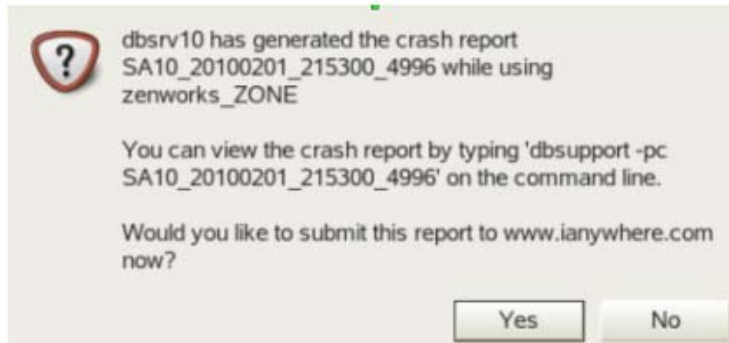 dbsrv10 has generated the crash report
SA10_20100201_215300_4996 while using
zenworks_ZONE
You can view the crash report by typing 'dbsupport -pc
SA10_20100201_215300_4996' on the command line.
Would you like to submit this report to www.ianywhere.com
now?
Yes
No